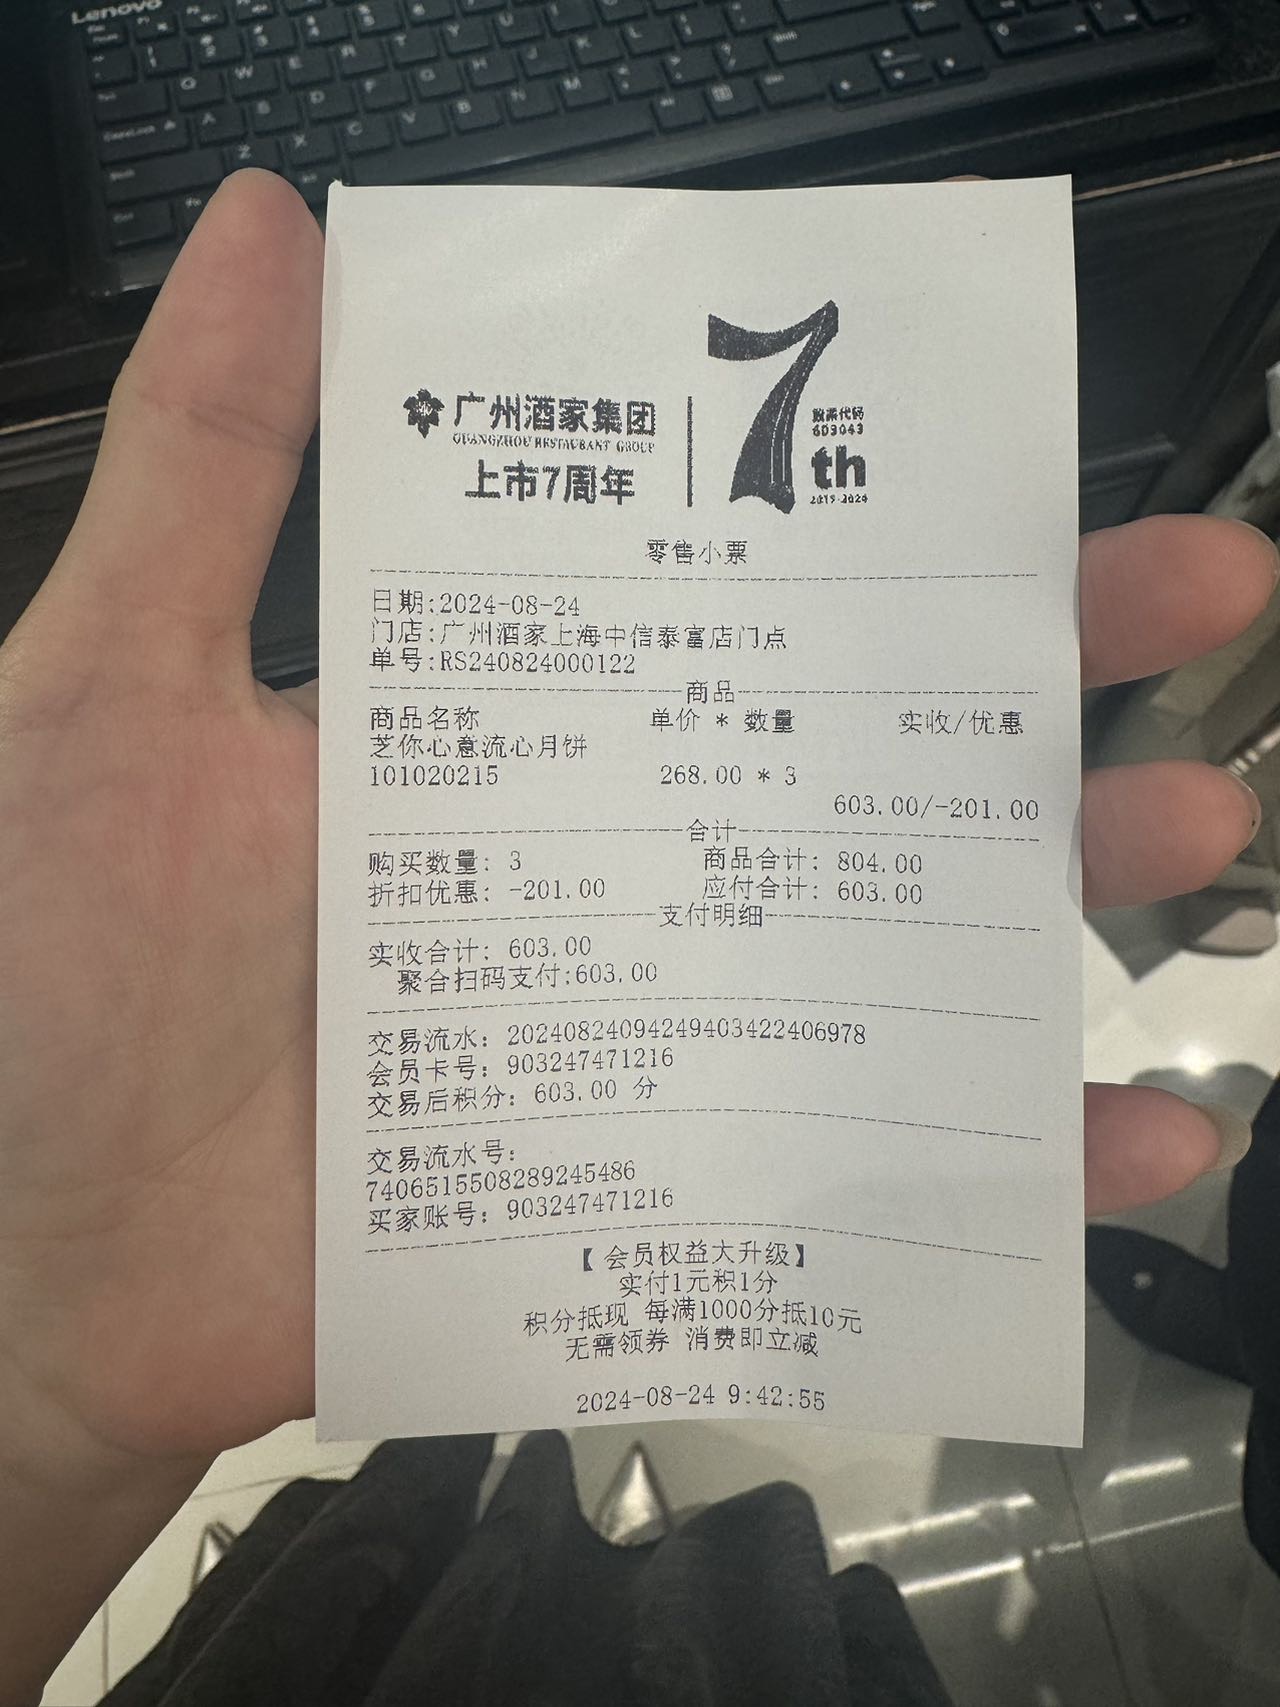 Lenovo
广州酒家集团
GUANGZHOU RESTAURANT GROUP
上市7周年
股票代码
603043
7th
2017-2024
零售小票
日期:2024-08-24
门店:广州酒家上海中信泰富店门点
单号:RS240824000122
商品
商品名称 单价 * 数量 实收/优惠
芝你心意流心月饼
101020215 268.00 * 3
603.00/-201.00
合计
购买数量: 3 商品合计: 804.00
折扣优惠: -201.00 应付合计: 603.00
支付明细
实收合计: 603.00
聚合扫码支付:603.00
交易流水: 20240824094249403422406978
会员卡号: 903247471216
交易后积分: 603.00 分
交易流水号:
7406515508289245486
买家账号: 903247471216
【 会员权益大升级】
实付1元积1分
积分抵现 每满1000分抵10元
无需领券 消费即立减
2024-08-24 9:42:55